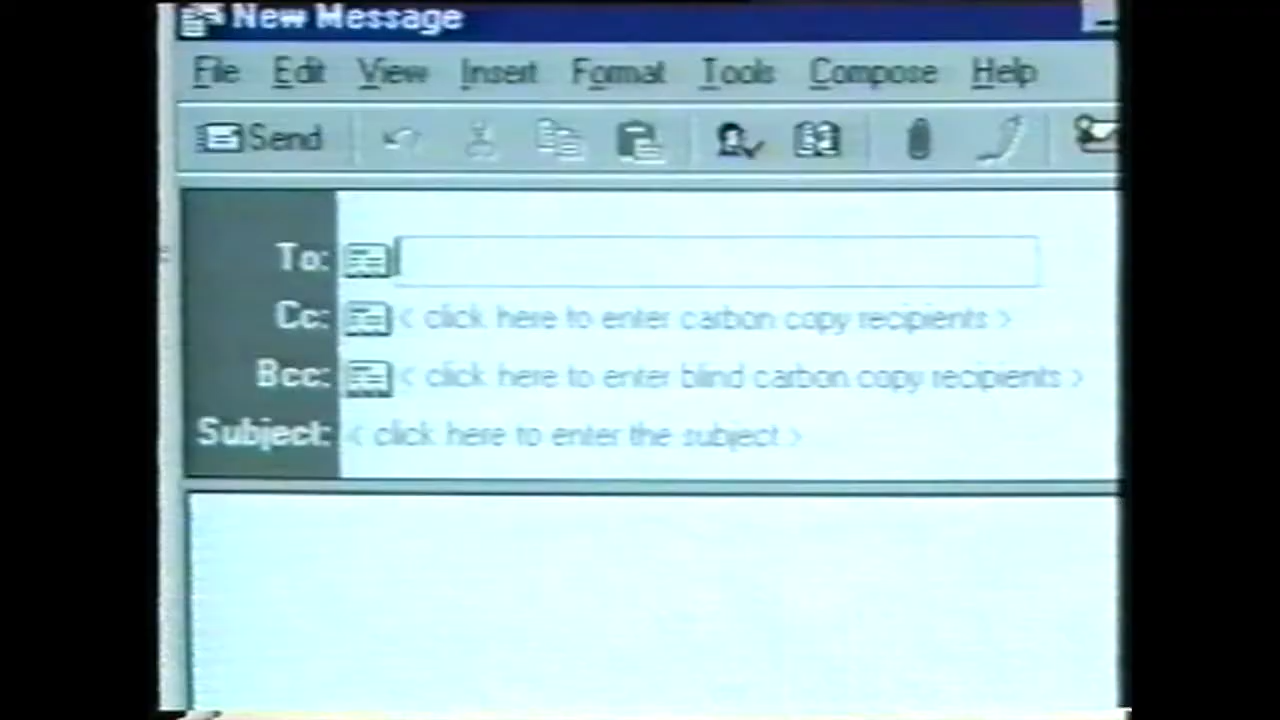 New Message
File Edit View Insert Format Tools Compose Help
Send
To:
Cc: < click here to enter carbon copy recipients >
Bcc: < click here to enter blind carbon copy recipients >
Subject: < click here to enter the subject >